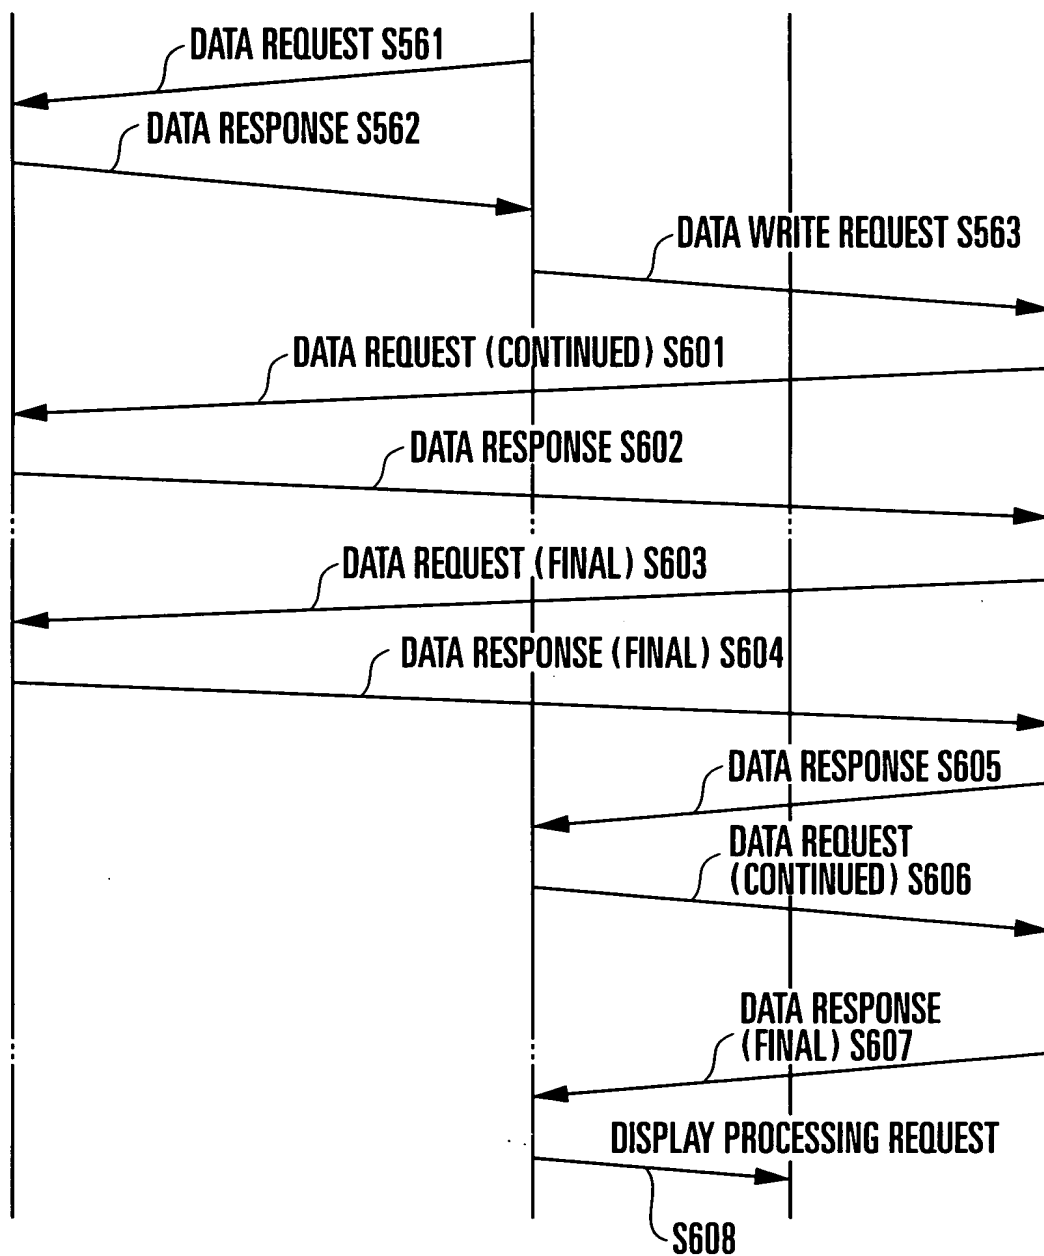 DATA REQUEST S561
DATA RESPONSE S562
DATA WRITE REQUEST S563
DATA REQUEST (CONTINUED) S601
DATA RESPONSE S602
DATA REQUEST (FINAL) S603
DATA RESPONSE (FINAL) S604
DATA RESPONSE S605
DATA REQUEST
(CONTINUED) S606
DATA RESPONSE
(FINAL) S607
DISPLAY PROCESSING REQUEST
S608